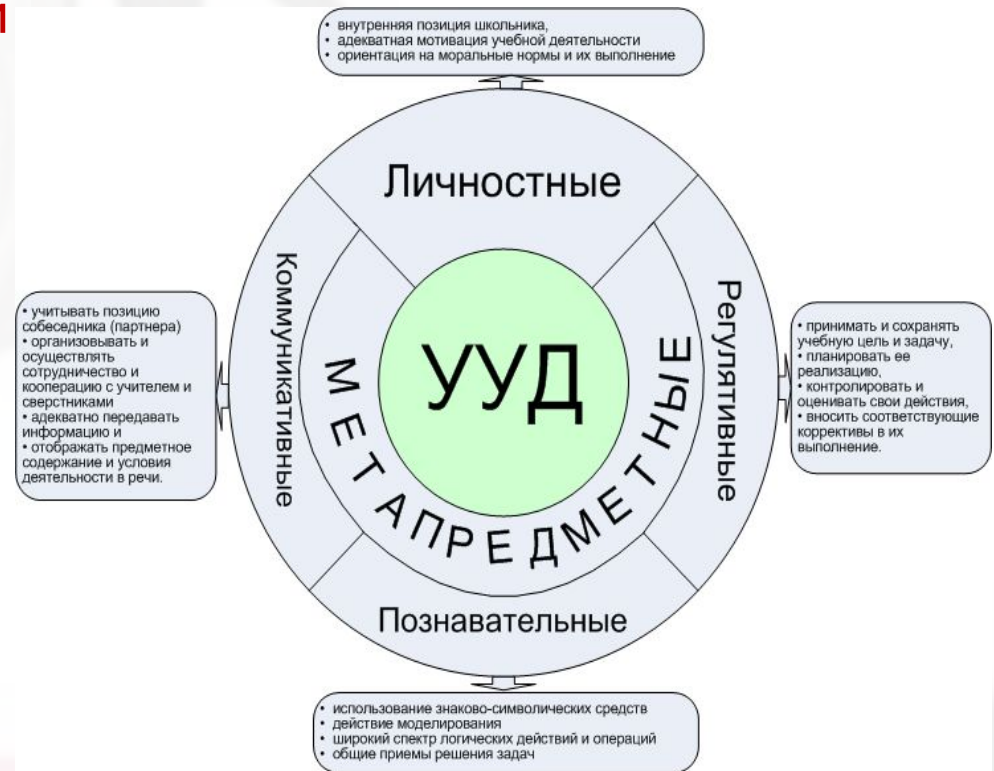 • внутренняя позиция школьника,
• адекватная мотивация учебной деятельности
• ориентация на моральные нормы и их выполнение
Личностные
Коммуникативные
Регулятивные
УУД
МЕТАПРЕДМЕТНЫЕ
Познавательные
• учитывать позицию
собеседника (партнера)
• организовывать и
осуществлять
сотрудничество и
кооперацию с учителем и
сверстниками
• адекватно передавать
информацию и
• отображать предметное
содержание и условия
деятельности в речи.
• принимать и сохранять
учебную цель и задачу,
• планировать ее
реализацию,
• контролировать и
оценивать свои действия,
• вносить соответствующие
коррективы в их
выполнение.
• использование знаково-символических средств
• действие моделирования
• широкий спектр логических действий и операций
• общие приемы решения задач